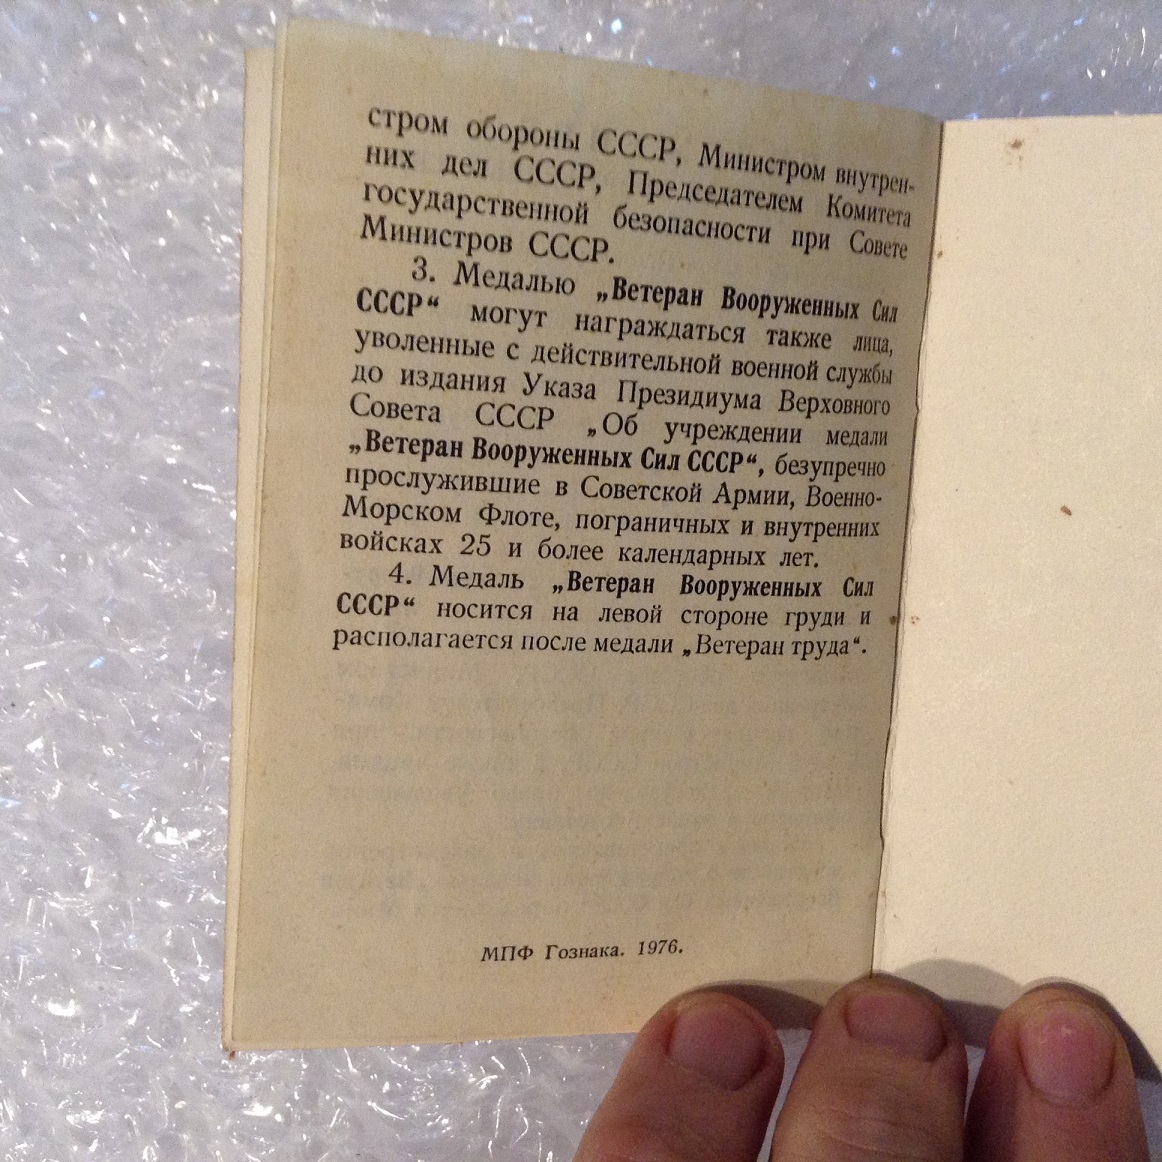 стром обороны СССР, Министром внутрен-
них дел СССР, Председателем Комитета
государственной безопасности при Совете
Министров СССР.
3. Медалью „Ветеран Вооруженных Сил
СССР“ могут награждаться также лица,
уволенные с действительной военной службы
до издания Указа Президиума Верховного
Совета СССР „Об учреждении медали
„Ветеран Вооруженных Сил СССР“, безупречно
прослужившие в Советской Армии, Военно-
Морском Флоте, пограничных и внутренних
войсках 25 и более календарных лет.
4. Медаль „Ветеран Вооруженных Сил
СССР“ носится на левой стороне груди и
располагается после медали „Ветеран труда“.
МПФ Гознака. 1976.